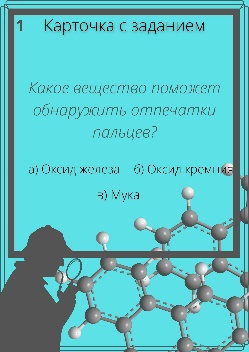 1 Карточка с заданием
Какое вещество поможет
обнаружить отпечатки
пальцев?
а) Оксид железа б) Оксид кремния
в) Мука